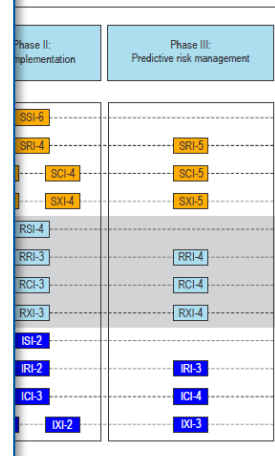 Phase II:
Implementation
Phase III:
Predictive risk management
SSI-6
SRI-4
SRI-5
SCI-4
SCI-5
SXI-4
SXI-5
RSI-4
RRI-3
RRI-4
RCI-3
RCI-4
RXI-3
RXI-4
ISI-2
IRI-2
IRI-3
ICI-3
ICI-4
IXI-2
IXI-3